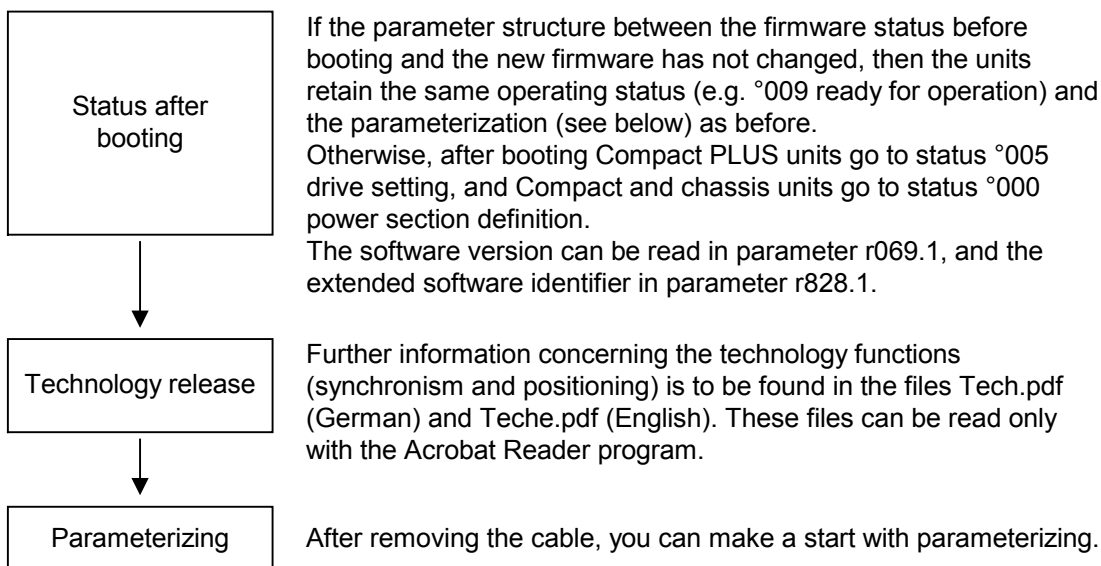 Status after
booting
If the parameter structure between the firmware status before
booting and the new firmware has not changed, then the units
retain the same operating status (e.g. °009 ready for operation) and
the parameterization (see below) as before.
Otherwise, after booting Compact PLUS units go to status °005
drive setting, and Compact and chassis units go to status °000
power section definition.
The software version can be read in parameter r069.1, and the
extended software identifier in parameter r828.1.
Technology release
Further information concerning the technology functions
(synchronism and positioning) is to be found in the files Tech.pdf
(German) and Teche.pdf (English). These files can be read only
with the Acrobat Reader program.
Parameterizing
After removing the cable, you can make a start with parameterizing.